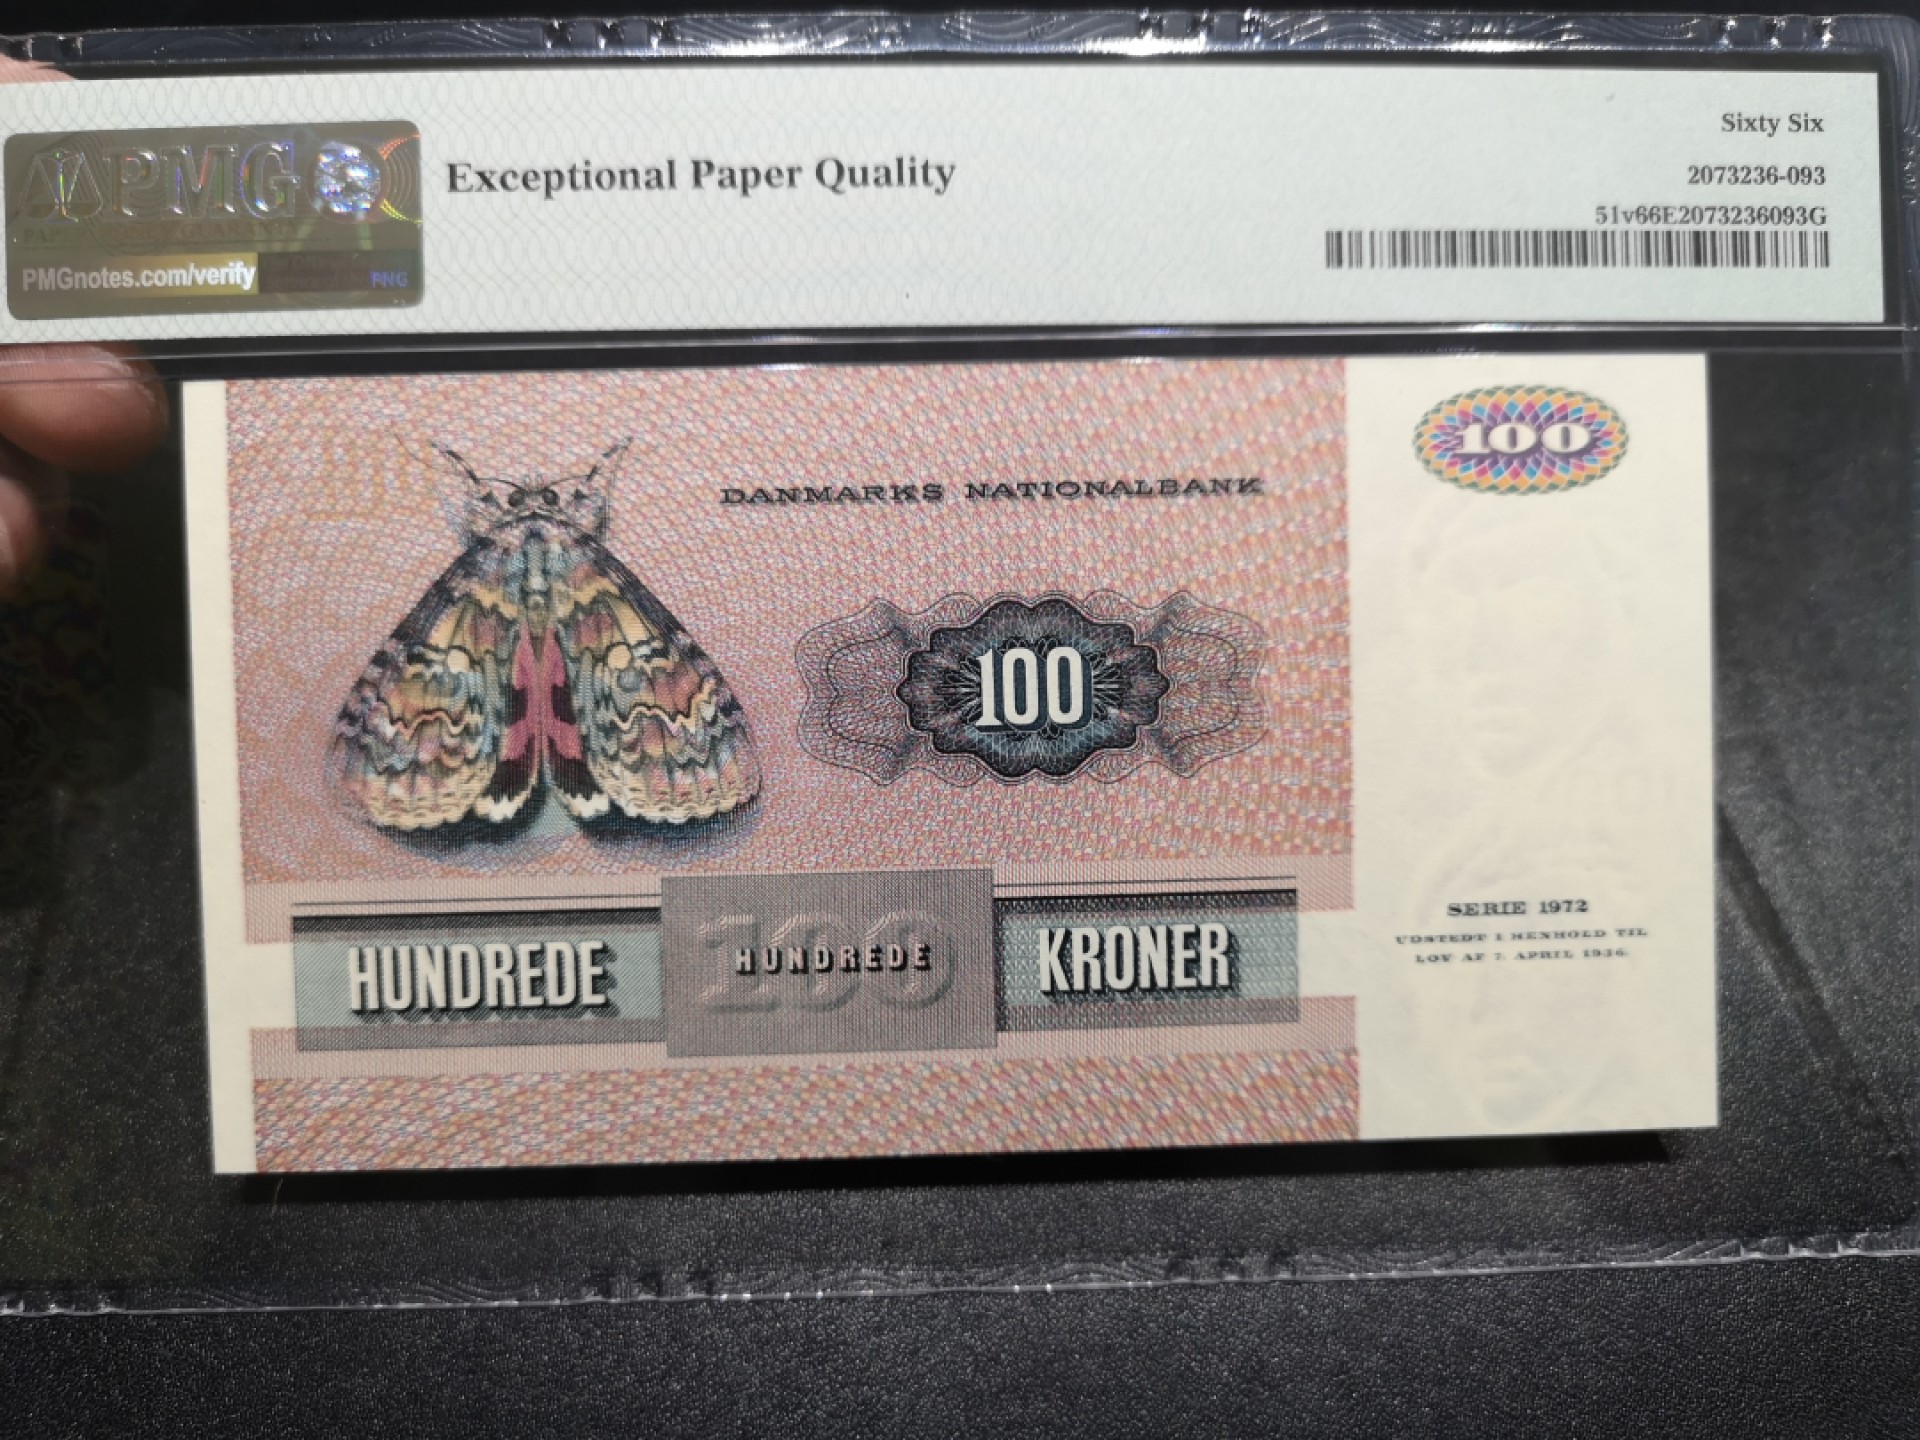 PMG
PMGnotes.com/verify
Exceptional Paper Quality
Sixty Six
2073236-093
51v66E2073236093G
DANMARKS NATIONALBANK
100
100
HUNDREDE
100
HUNDREDE
KRONER
SERIE 1972
UDSTEDT I HENHOLD TIL
LOV AF 7. APRIL 1936.